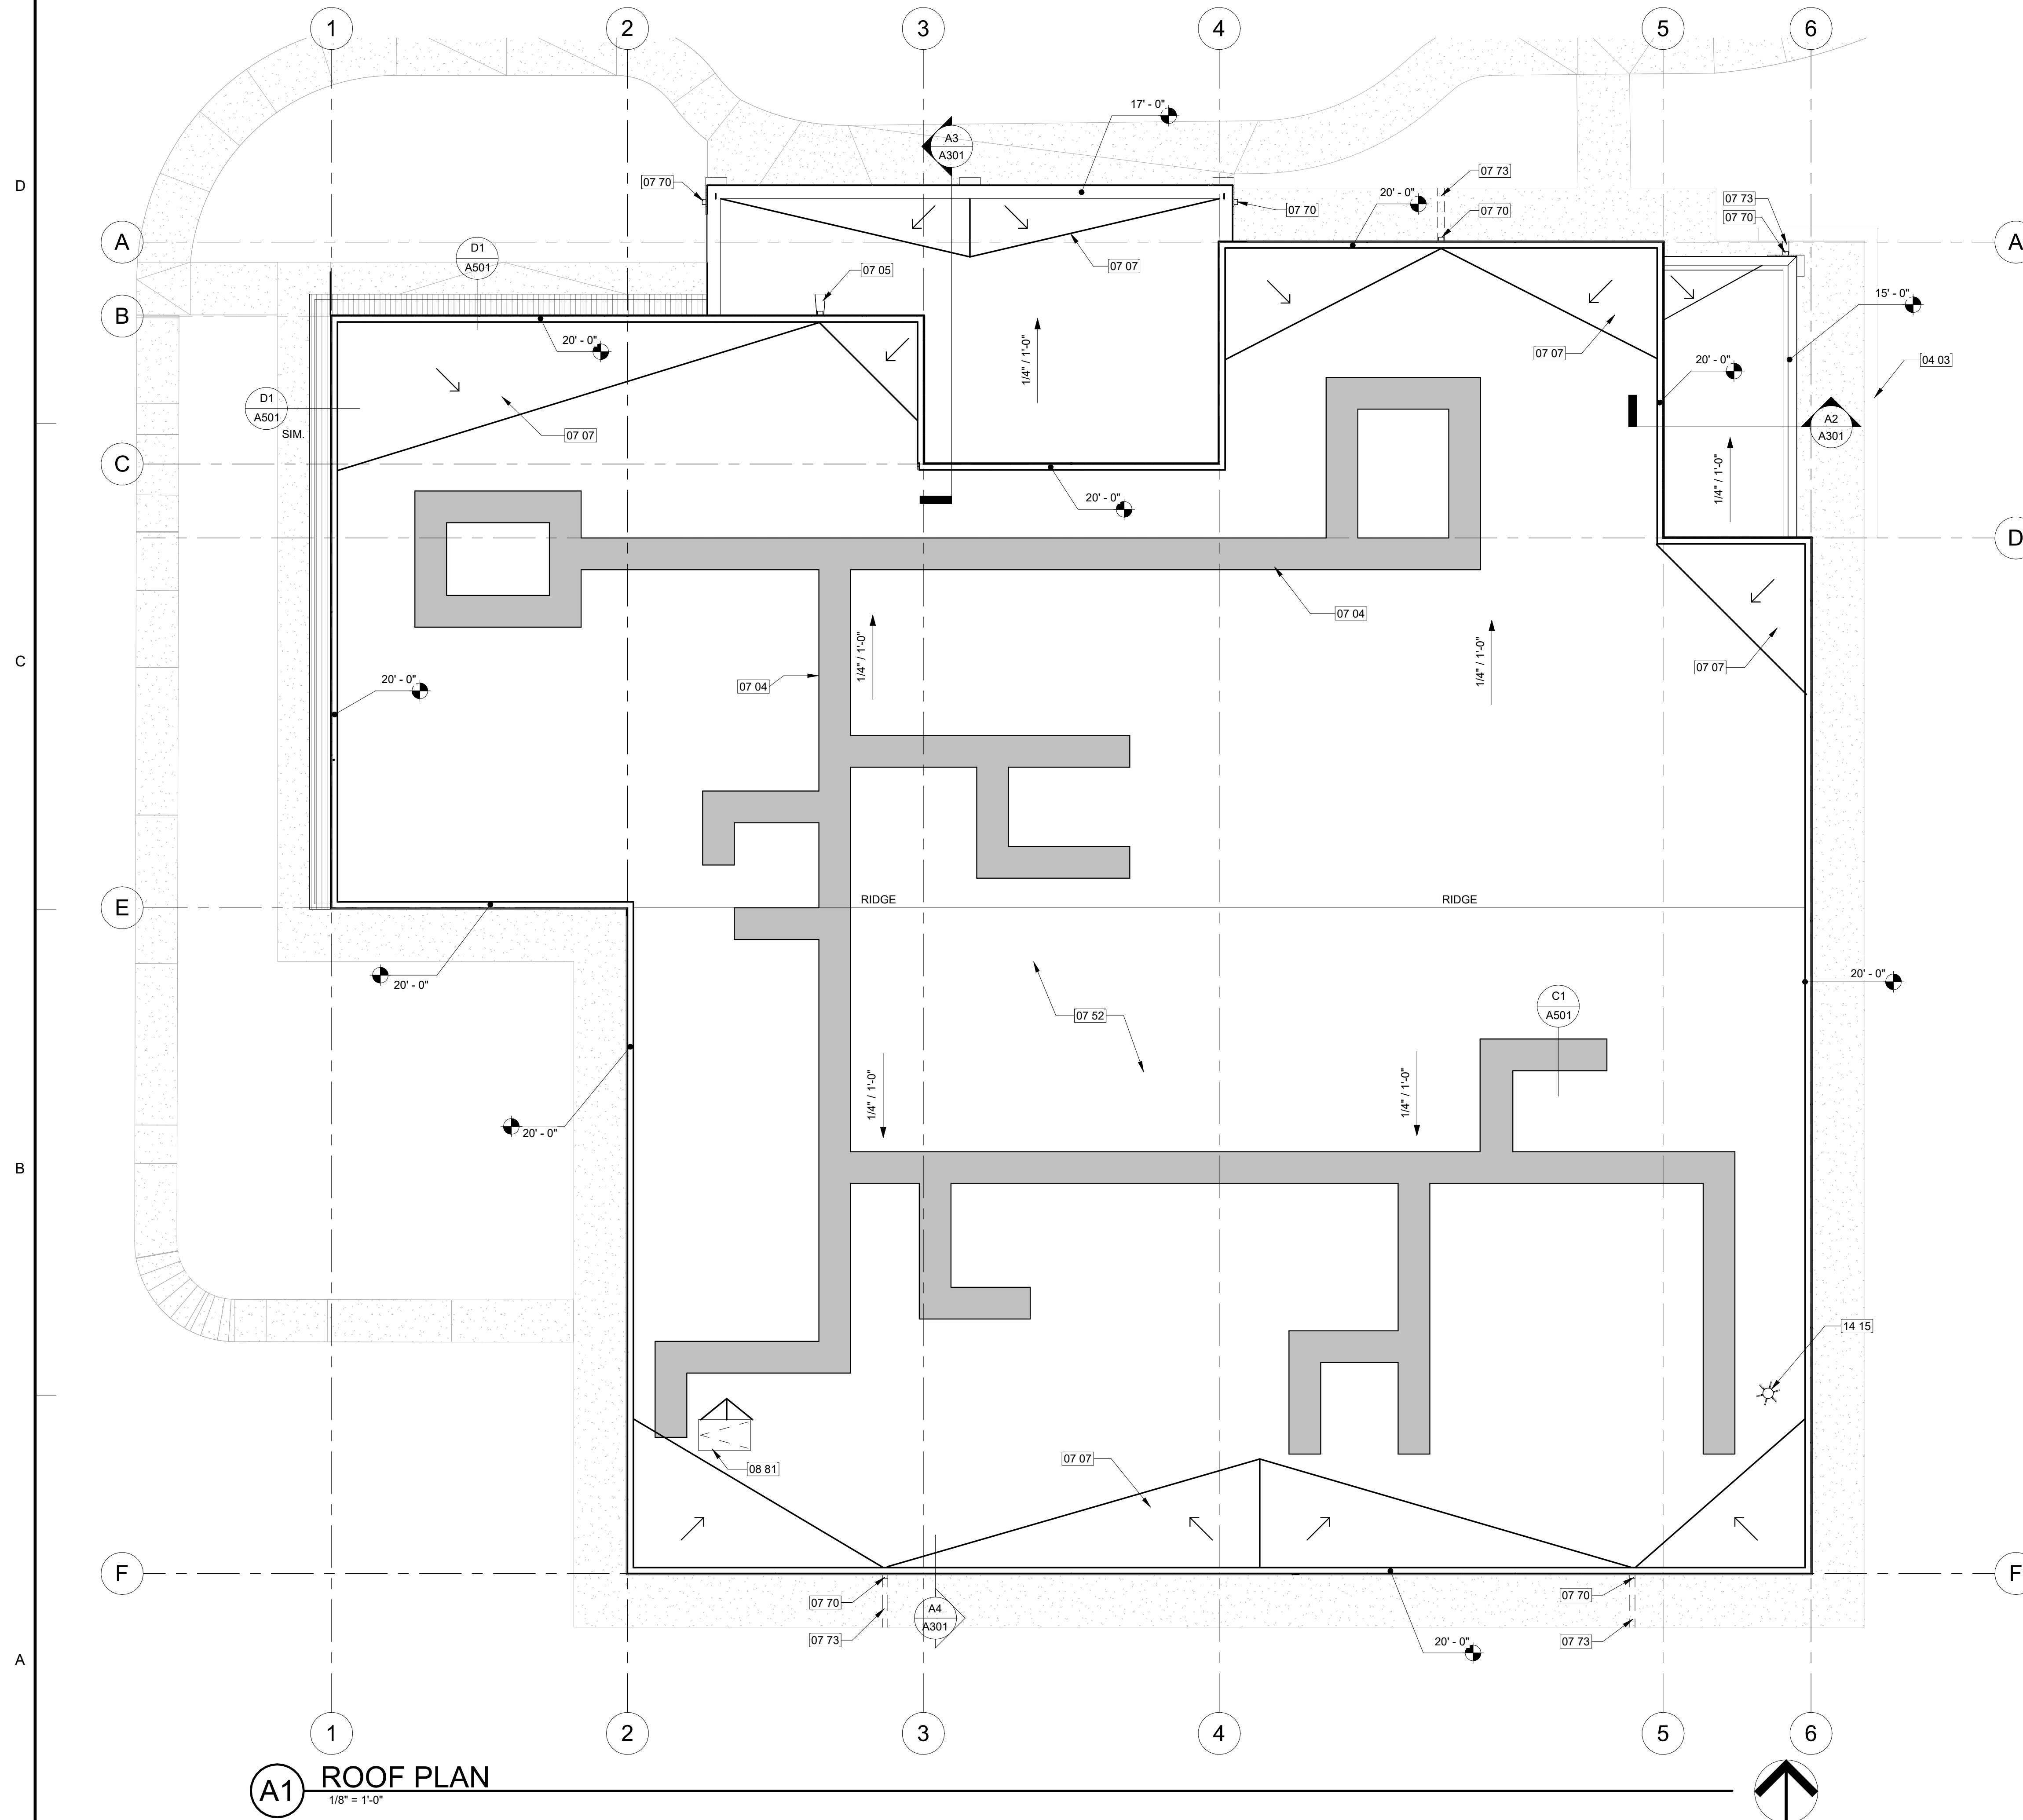 1
2
3
4
5
6
17' - 0"
A3
A301
07 70
07 73
D
20' - 0"
07 70
07 70
07 73
07 70
A
A
D1
A501
07 07
07 05
15' - 0"
B
20' - 0"
1/4" / 1'-0"
07 07
20' - 0"
04 03
D1
A501
SIM.
07 07
A2
A301
C
1/4" / 1'-0"
20' - 0"
D
07 04
C
1/4" / 1'-0"
1/4" / 1'-0"
07 07
20' - 0"
07 04
E
RIDGE
RIDGE
20' - 0"
20' - 0"
C1
A501
07 52
1/4" / 1'-0"
1/4" / 1'-0"
20' - 0"
B
14 15
07 07
08 81
F
F
07 70
07 70
A4
A301
07 73
07 73
20' - 0"
A
1
2
3
4
5
6
A1
ROOF PLAN
1/8" = 1'-0"